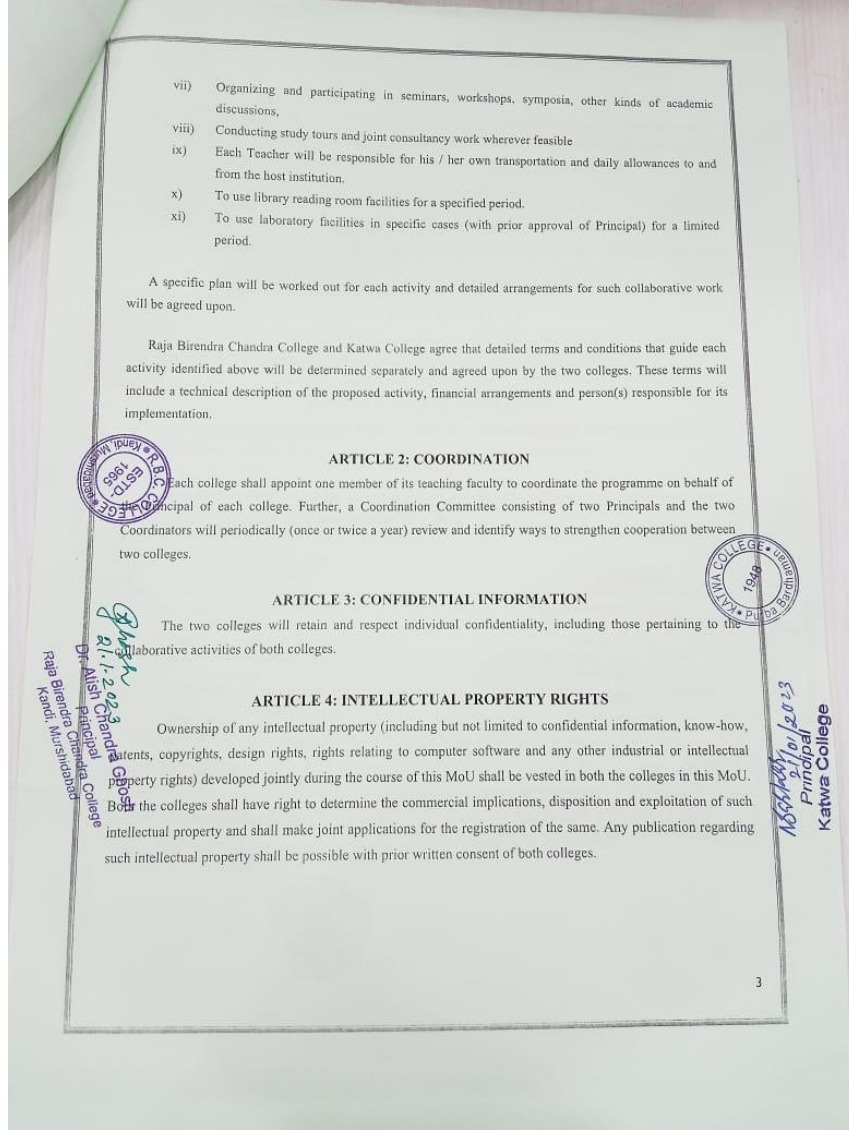 vii) Organizing and participating in seminars, workshops, symposia, other kinds of academic
discussions,
viii) Conducting study tours and joint consultancy work wherever feasible
ix) Each Teacher will be responsible for his / her own transportation and daily allowances to and
from the host institution.
x) To use library reading room facilities for a specified period.
xi) To use laboratory facilities in specific cases (with prior approval of Principal) for a limited
period.
A specific plan will be worked out for each activity and detailed arrangements for such collaborative work
will be agreed upon.
Raja Birendra Chandra College and Katwa College agree that detailed terms and conditions that guide each
activity identified above will be determined separately and agreed upon by the two colleges. These terms will
include a technical description of the proposed activity, financial arrangements and person(s) responsible for its
implementation.
ARTICLE 2: COORDINATION
Each college shall appoint one member of its teaching faculty to coordinate the programme on behalf of
the Principal of each college. Further, a Coordination Committee consisting of two Principals and the two
Coordinators will periodically (once or twice a year) review and identify ways to strengthen cooperation between
two colleges.
ARTICLE 3: CONFIDENTIAL INFORMATION
The two colleges will retain and respect individual confidentiality, including those pertaining to the
collaborative activities of both colleges.
ARTICLE 4: INTELLECTUAL PROPERTY RIGHTS
Ownership of any intellectual property (including but not limited to confidential information, know-how,
patents, copyrights, design rights, rights relating to computer software and any other industrial or intellectual
property rights) developed jointly during the course of this MoU shall be vested in both the colleges in this MoU.
Both the colleges shall have right to determine the commercial implications, disposition and exploitation of such
intellectual property and shall make joint applications for the registration of the same. Any publication regarding
such intellectual property shall be possible with prior written consent of both colleges.
3
R.B.C. COLLEGE Kandi Murshidabad
ESTD-
1965
KATWA COLLEGE Purba Bardhaman
1948
21.1.2023
Dr. Atish Chandra Ghosh
Principal
Raja Birendra Chandra College
Kandi, Murshidabad
21/01/2023
Principal
Katwa College